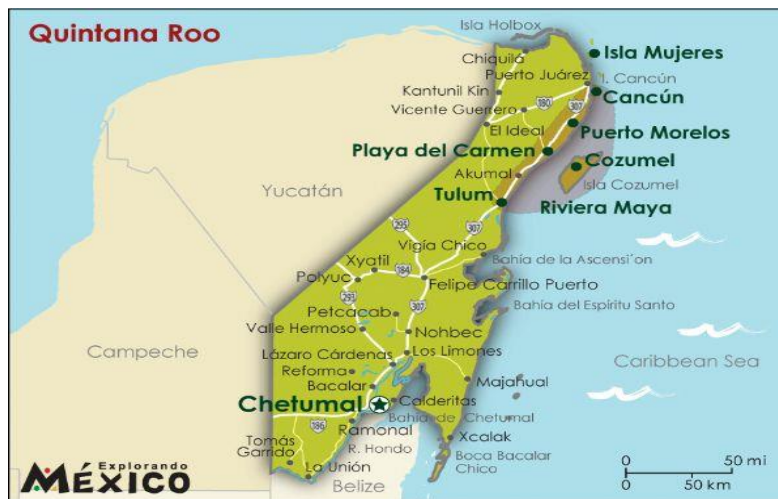 Quintana Roo
Isla Holbox
Chiquilá
Isla Mujeres
Puerto Juárez
I. Cancún
Kantunil Kin
Cancún
Vicente Guerrero
180
307
El Ideal
Puerto Morelos
Playa del Carmen
Cozumel
Akumal
Isla Cozumel
Yucatán
Tulum
Riviera Maya
295
307
Vigía Chico
Bahía de la Ascensi´on
Xyatil
184
Polyuc
Felipe Carrillo Puerto
293
307
Bahía del Espiritu Santo
Petcacab
Valle Hermoso
Nohbec
Campeche
Lázaro Cárdenas
Los Limones
Caribbean Sea
Reforma
Majahual
Bacalar
Chetumal
Calderitas
Bahía de Chetumal
186
Ramonal
Xcalak
Tomás
Garrido
R. Hondo
Boca Bacalar
Chico
La Unión
Belize
Explorando
MÉXICO
0 50 mi
0 50 km